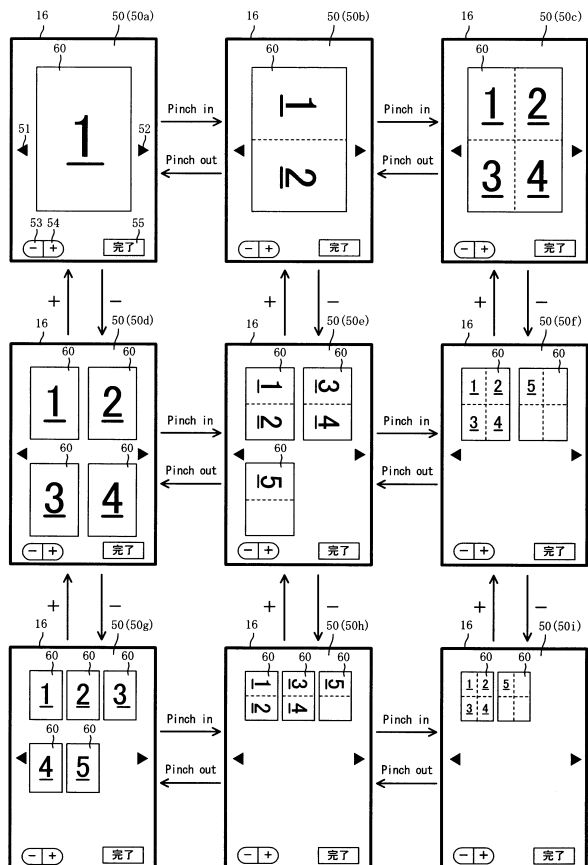 16 50(50a) 16 50(50b) 16 50(50c)
60 60 60
1 1 2 1 2
51 52 Pinch in Pinch in
Pinch out Pinch out
3 4
53 54 55
− + 完了 − + 完了 − + 完了
+ − + − + −
16 50(50d) 16 50(50e) 16 50(50f)
60 60 60 60 60 60
1 2 1 2 3 4 1 2 5
Pinch in Pinch in 3 4
60 60 60
3 4 5
Pinch out Pinch out
− + 完了 − + 完了 − + 完了
+ − + − + −
16 50(50g) 16 50(50h) 16 50(50i)
60 60 60 60 60 60 60 60
1 2 3 1 2 3 4 5 1 2 5
3 4
Pinch in Pinch in
60 60
4 5
Pinch out Pinch out
− + 完了 − + 完了 − + 完了